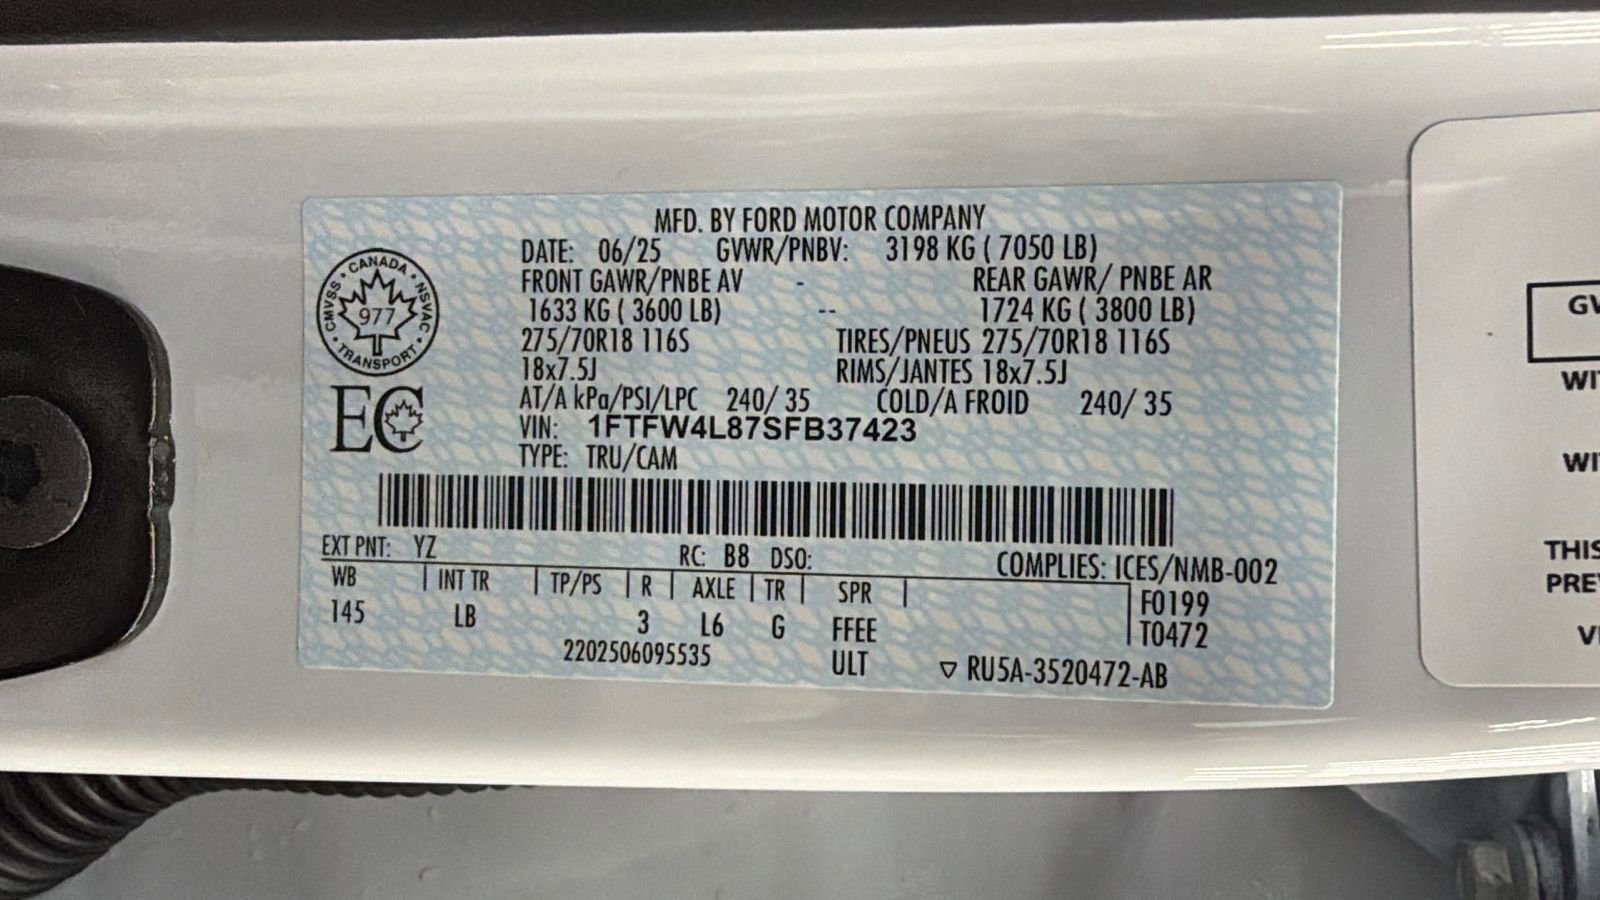 MFD. BY FORD MOTOR COMPANY
DATE: 06/25 GVWR/PNBV: 3198 KG ( 7050 LB)
FRONT GAWR/PNBE AV - REAR GAWR/ PNBE AR
1633 KG ( 3600 LB) -- 1724 KG ( 3800 LB)
275/70R18 116S TIRES/PNEUS 275/70R18 116S
18x7.5J RIMS/JANTES 18x7.5J
AT/A kPa/PSI/LPC 240/ 35 COLD/A FROID 240/ 35
VIN: 1FTFW4L87SFB37423
TYPE: TRU/CAM
CANADA
CMVSS • NSVAC
977
TRANSPORT
EC
EXT PNT: YZ RC: B8 DSO: COMPLIES: ICES/NMB-002
WB | INT TR | TP/PS | R | AXLE | TR | SPR | F0199
145 LB 3 L6 G FFEE T0472
2202506095535 ULT ▽ RU5A-3520472-AB
GV
WI
WI
THIS
PRE
V